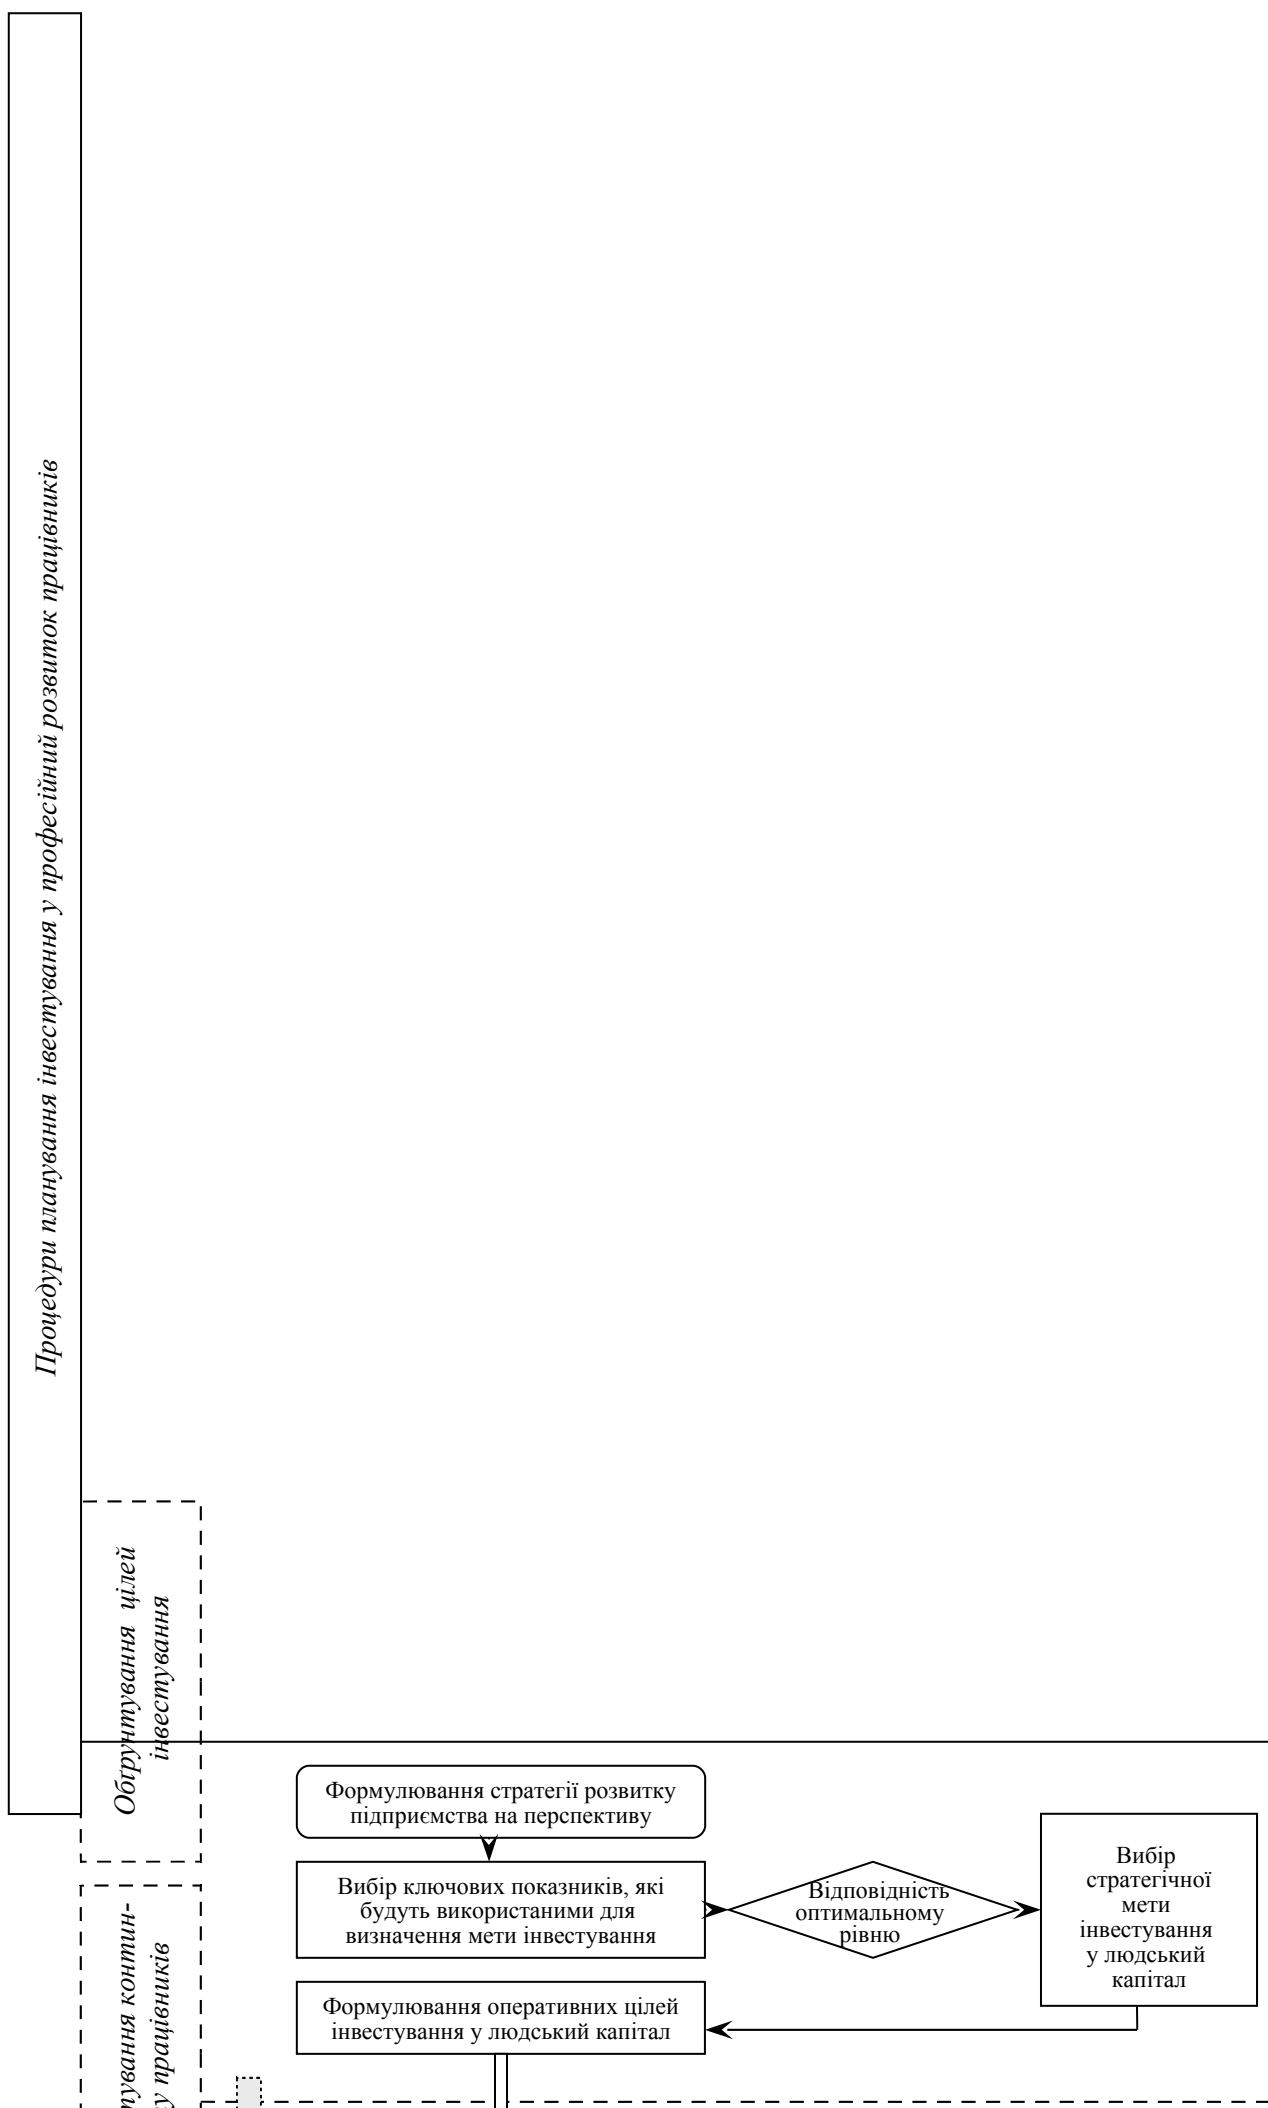 Процедури планування інвестування у професійний розвиток працівників
Обґрунтування цілей
інвестування
Формулювання стратегії розвитку
підприємства на перспективу
Вибір ключових показників, які
будуть використаними для
визначення мети інвестування
Відповідність
оптимальному
рівню
Вибір
стратегічної
мети
інвестування
у людський
капітал
Формулювання оперативних цілей
інвестування у людський капітал
контин-
працівників